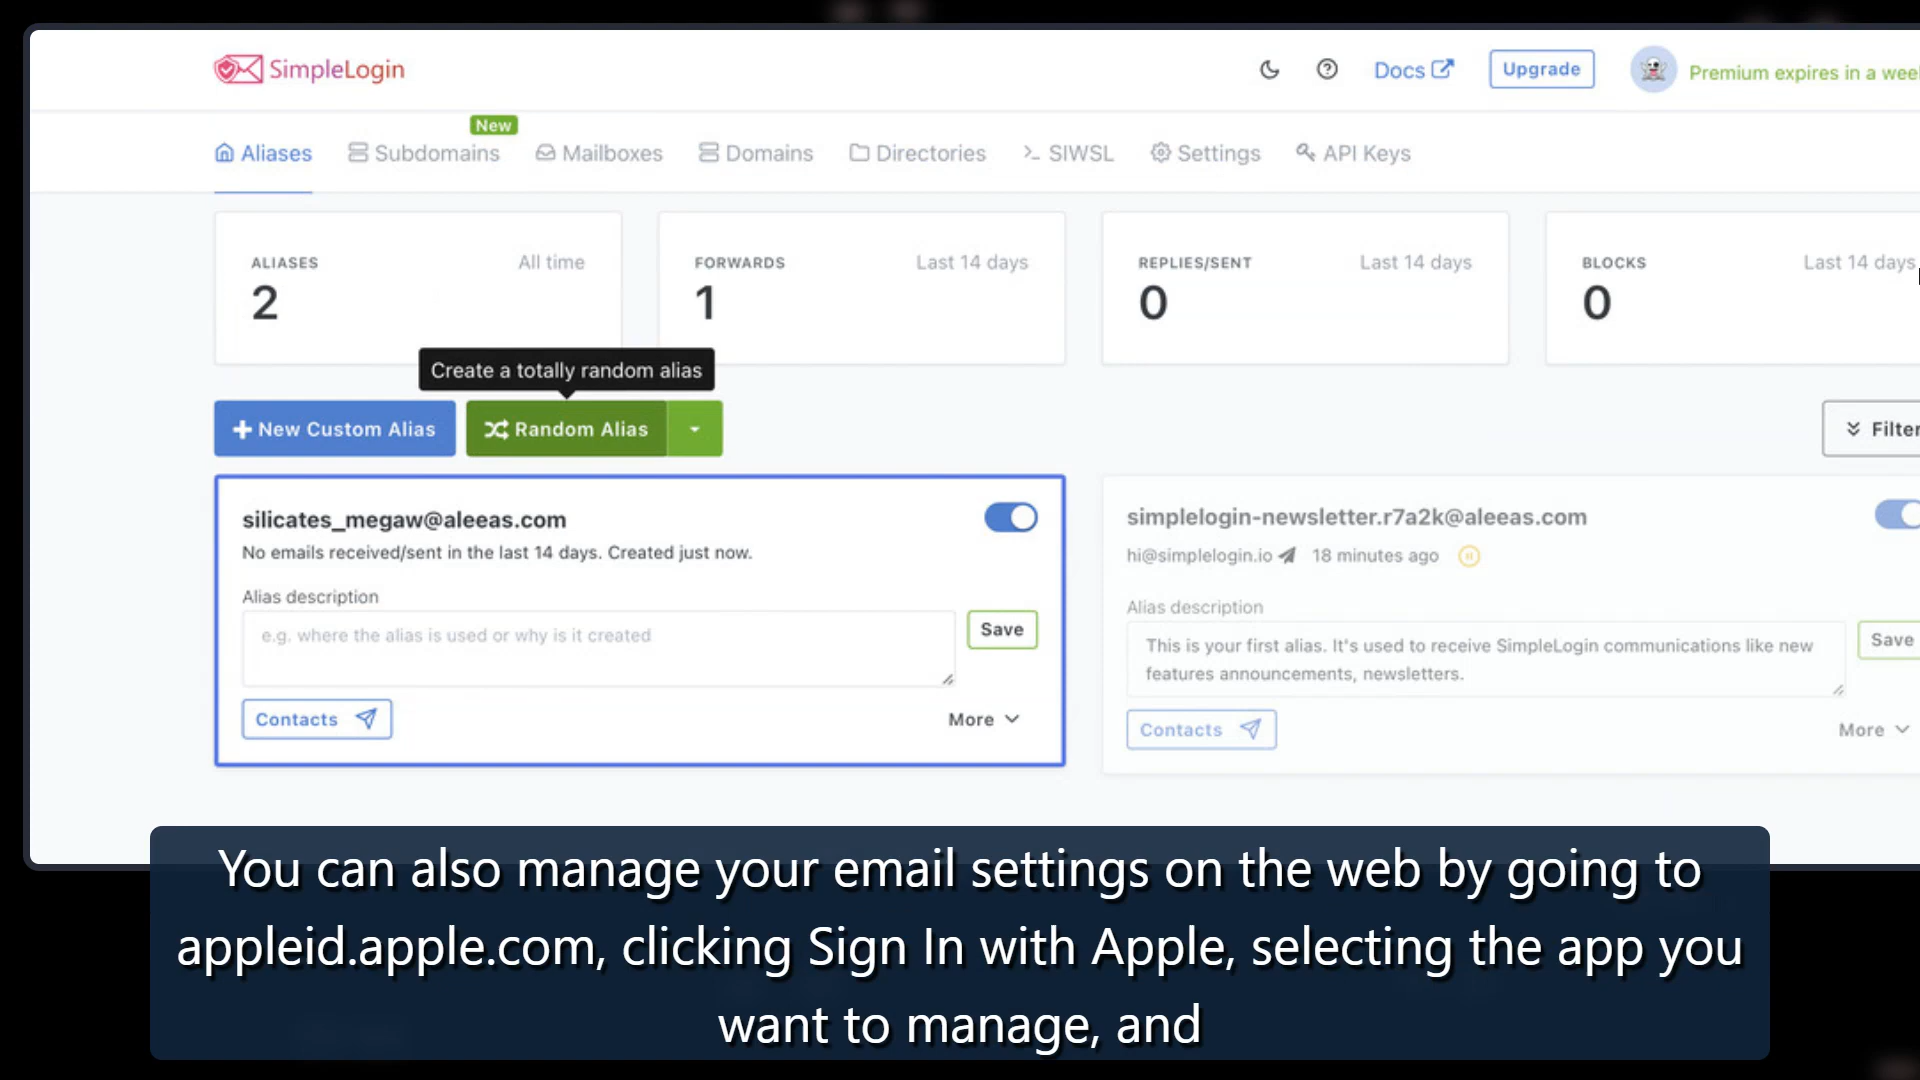 SimpleLogin
Docs
Upgrade
Premium expires in a
New
Aliases
Subdomains
Mailboxes
Domains
Directories
SIWSL
Settings
API Keys
ALIASES
All time
2
FORWARDS
Last 14 days
1
REPLIES/SENT
Last 14 days
0
BLOCKS
Last 14 days
0
Create a totally random alias
New Custom Alias
Random Alias
Filter
silicates_megaw@aleeas.com
No emails received/sent in the last 14 days. Created just now.
Alias description
e.g. where the alias is used or why is it created
Save
Contacts
More
simplelogin-newsletter.r7a2k@aleeas.com
hi@simplelogin.io 18 minutes ago
Alias description
This is your first alias. It's used to receive SimpleLogin communications like new
features announcements, newsletters.
Save
Contacts
More
You can also manage your email settings on the web by going to
appleid.apple.com, clicking Sign In with Apple, selecting the app you
want to manage, and